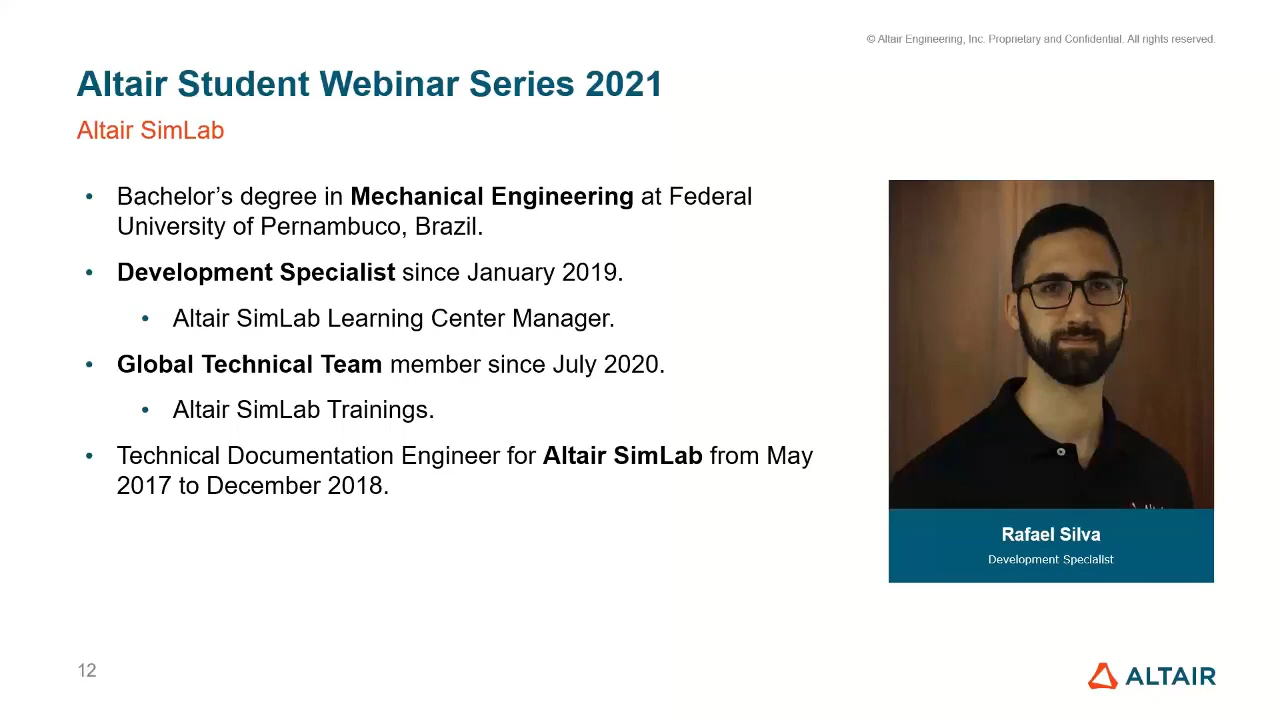 © Altair Engineering, Inc. Proprietary and Confidential. All rights reserved.
Altair Student Webinar Series 2021
Altair SimLab
• Bachelor’s degree in Mechanical Engineering at Federal
University of Pernambuco, Brazil.
• Development Specialist since January 2019.
• Altair SimLab Learning Center Manager.
• Global Technical Team member since July 2020.
• Altair SimLab Trainings.
• Technical Documentation Engineer for Altair SimLab from May
2017 to December 2018.
Rafael Silva
Development Specialist
12
ALTAIR